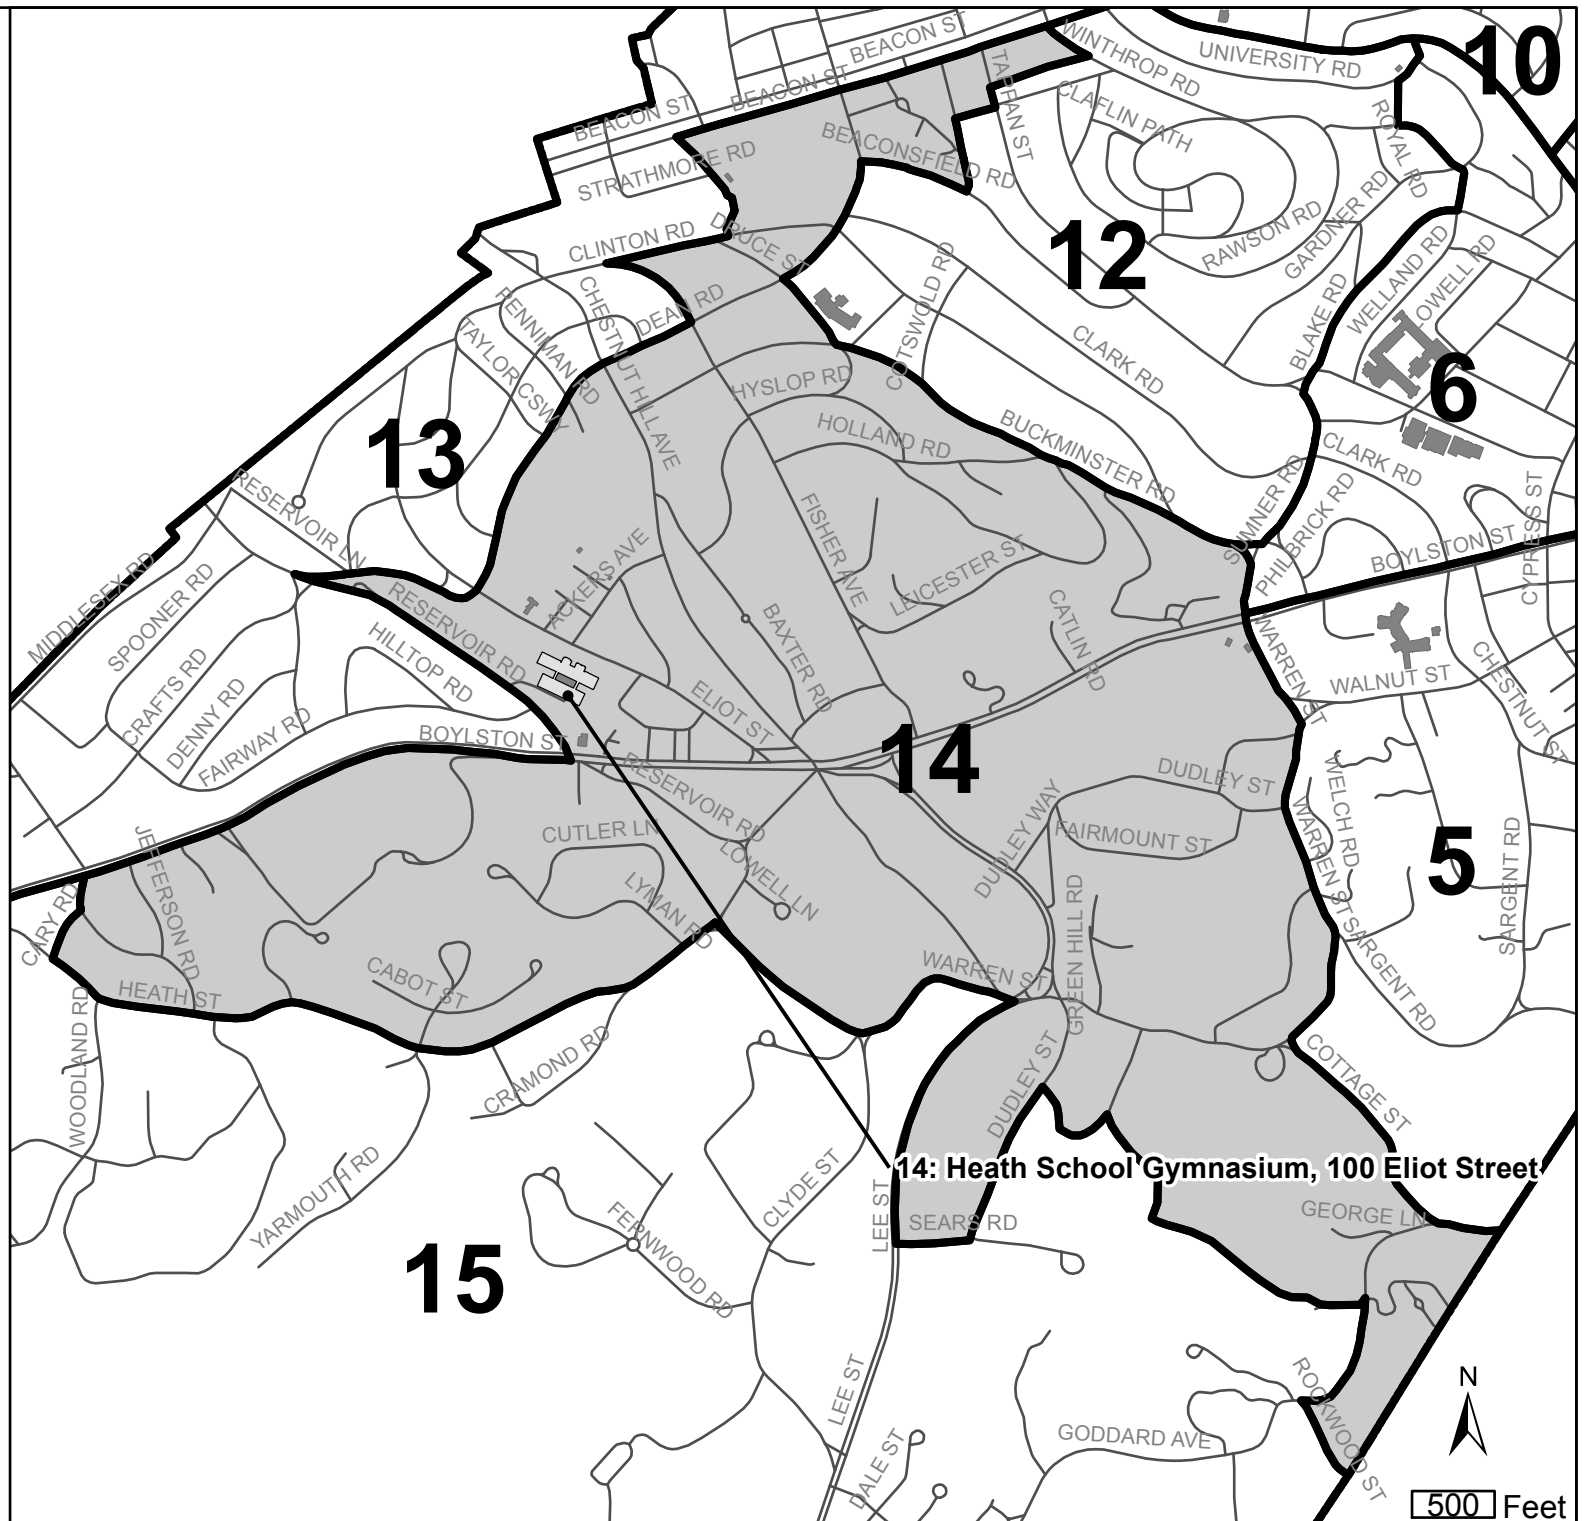 BEACON ST
WINTHROP RD
UNIVERSITY RD
10
BEACON ST
BEACON ST
TAPPAN ST
CLAFLIN PATH
ROYAL RD
BEACONSFIELD RD
STRATHMORE RD
CLINTON RD
DRUCE ST
12
RAWSON RD
GARDNER RD
WELLAND RD
LOWELL RD
BLAKE RD
CHESTNUT HILL AVE
DEAN RD
PENNIMAN RD
TAYLOR CSWY
COTSWOLD RD
CLARK RD
HYSLOP RD
6
13
HOLLAND RD
BUCKMINSTER RD
CLARK RD
SUMNER RD
PHILBRICK RD
CYPRESS ST
RESERVOIR LN
FISHER AVE
BOYLSTON ST
MIDDLESEX RD
SPOONER RD
ACKERS AVE
LEICESTER ST
RESERVOIR RD
BAXTER RD
CATLIN RD
HILLTOP RD
WARREN ST
WALNUT ST
CHESTNUT ST
CRAFTS RD
DENNY RD
FAIRWAY RD
ELIOT ST
BOYLSTON ST
14
RESERVOIR RD
DUDLEY ST
DUDLEY WAY
WELCH RD
JEFFERSON RD
CUTLER LN
FAIRMOUNT ST
WARREN ST
5
SARGENT RD
LOWELL LN
LYMAN RD
CARY RD
GREEN HILL RD
SARGENT RD
HEATH ST
CABOT ST
WARREN ST
WOODLAND RD
CRAMOND RD
DUDLEY ST
COTTAGE ST
14: Heath School Gymnasium, 100 Eliot Street
YARMOUTH RD
CLYDE ST
LEE ST
SEARS RD
GEORGE LN
15
FERNWOOD RD
LEE ST
ROCKWOOD ST
N
GODDARD AVE
DALE ST
500 Feet